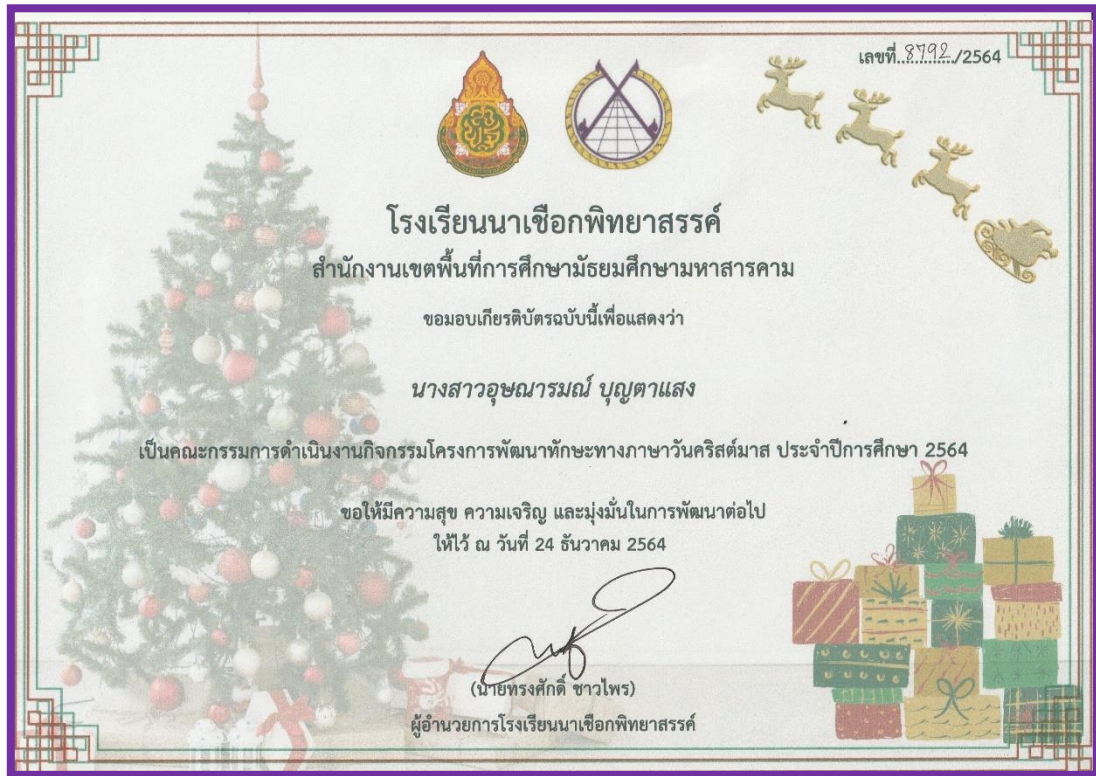 เลขที่..8792../2564
โรงเรียนนาเชือกพิทยาสรรค์
สำนักงานเขตพื้นที่การศึกษามัธยมศึกษามหาสารคาม
ขอมอบเกียรติบัตรฉบับนี้เพื่อแสดงว่า
นางสาวอุษณารมณ์ บุญตาแสง
เป็นคณะกรรมการดำเนินงานกิจกรรมโครงการพัฒนาทักษะทางภาษาวันคริสต์มาส ประจำปีการศึกษา 2564
ขอให้มีความสุข ความเจริญ และมุ่งมั่นในการพัฒนาต่อไป
ให้ไว้ ณ วันที่ 24 ธันวาคม 2564
(นายทรงศักดิ์ ชาวไพร)
ผู้อำนวยการโรงเรียนนาเชือกพิทยาสรรค์